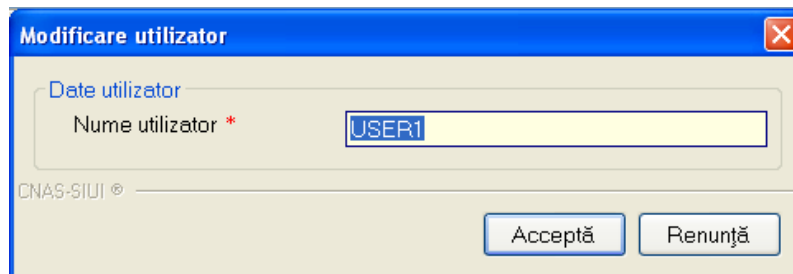 Modificare utilizator
Date utilizator
Nume utilizator * USER1
CNAS-SIUI ®
Acceptă Renunţă